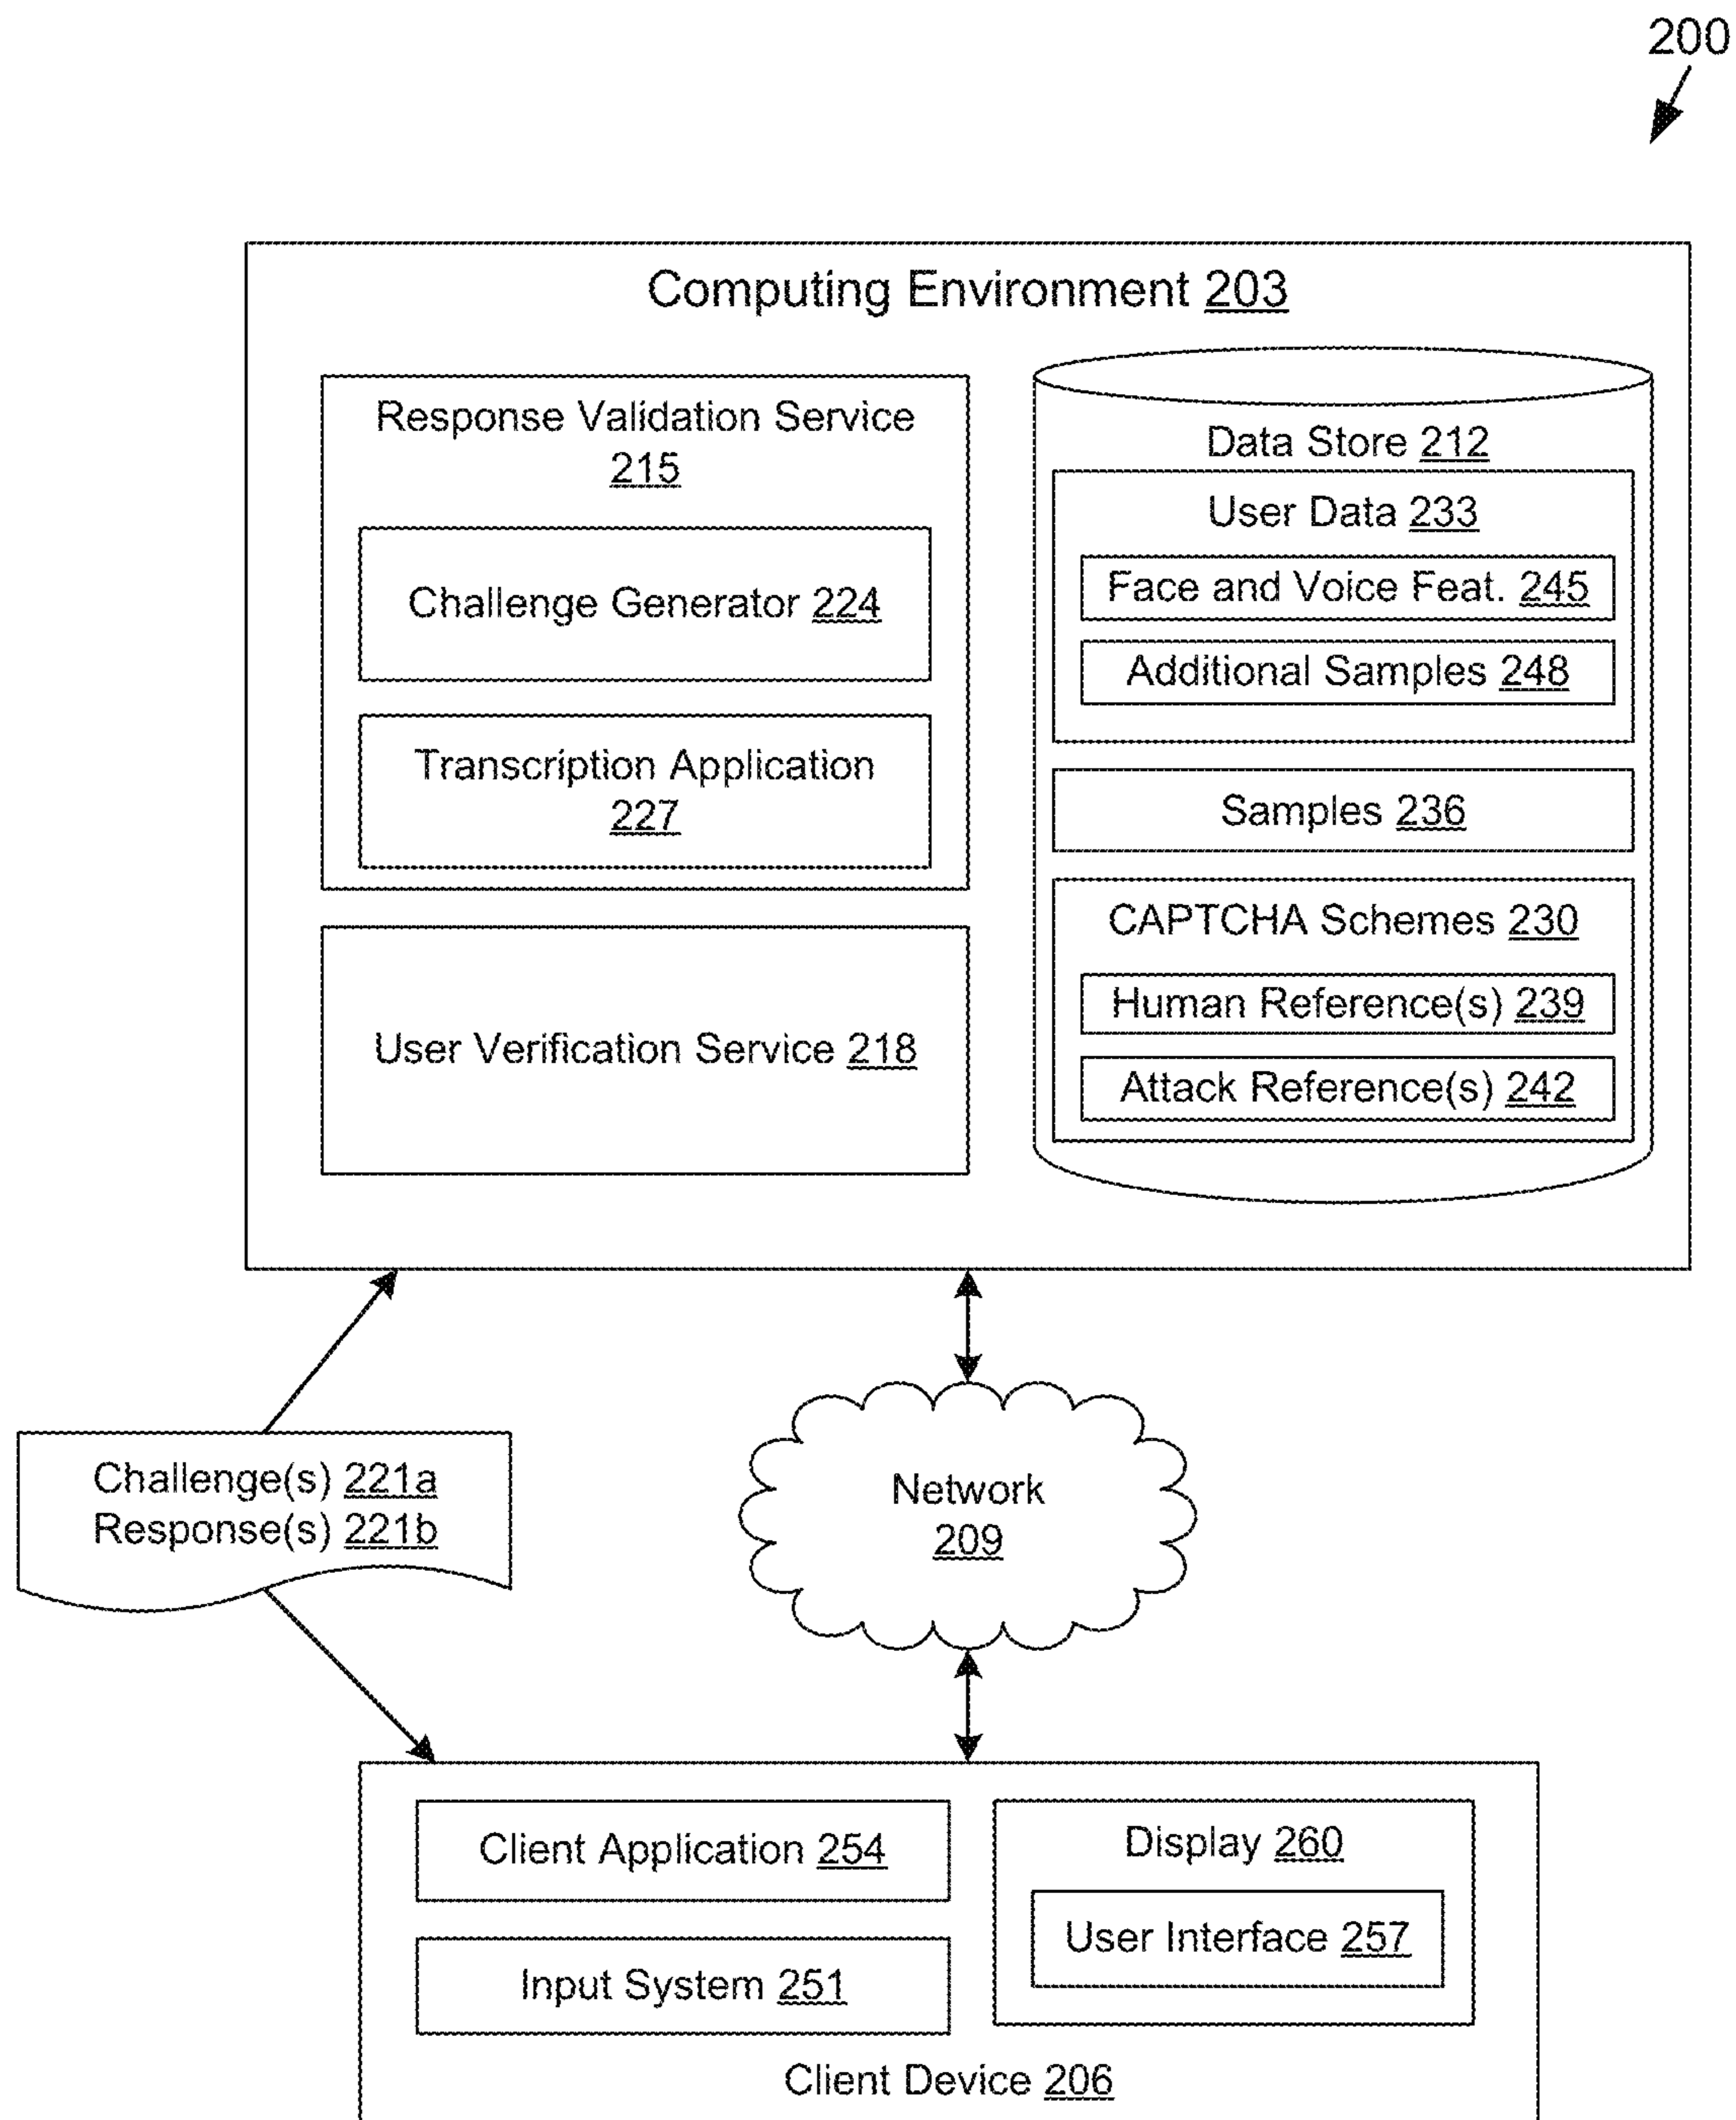 200
Computing Environment 203
Response Validation Service
215
Challenge Generator 224
Transcription Application
227
User Verification Service 218
Data Store 212
User Data 233
Face and Voice Feat. 245
Additional Samples 248
Samples 236
CAPTCHA Schemes 230
Human Reference(s) 239
Attack Reference(s) 242
Challenge(s) 221a
Response(s) 221b
Network
209
Client Application 254
Input System 251
Display 260
User Interface 257
Client Device 206